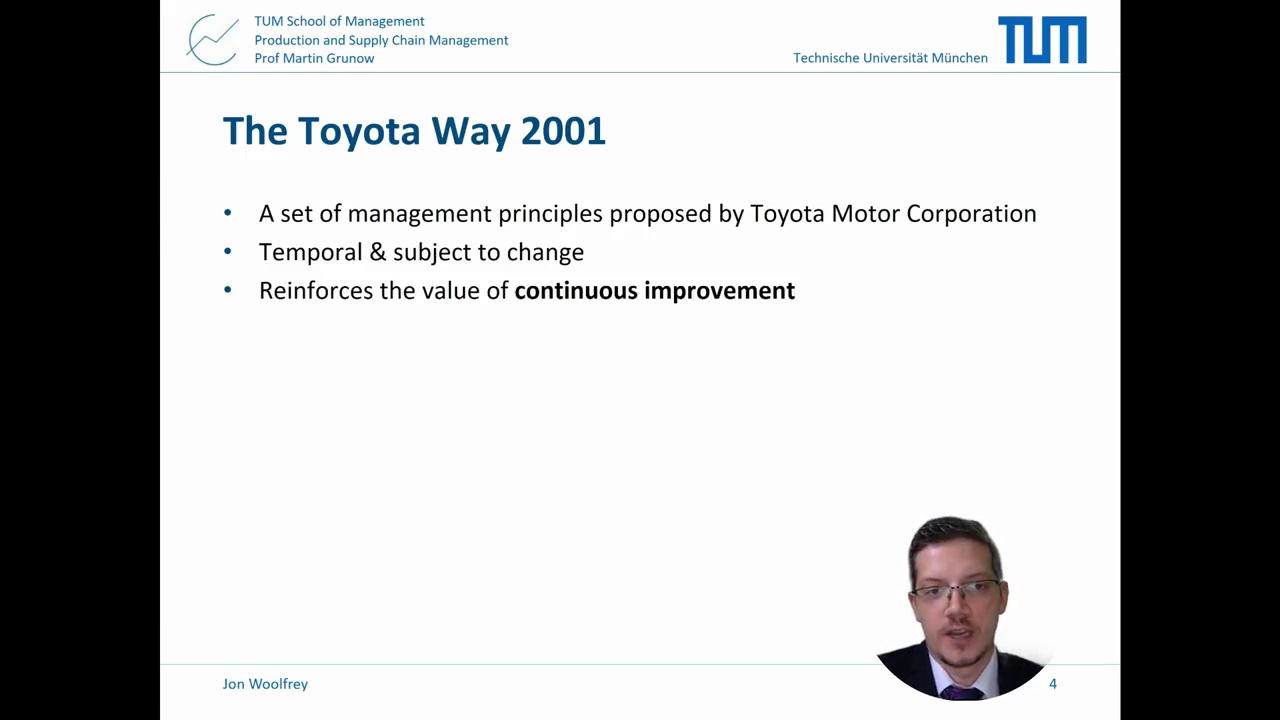 TUM School of Management
Production and Supply Chain Management
Prof Martin Grunow
Technische Universität München
TUM
The Toyota Way 2001
• A set of management principles proposed by Toyota Motor Corporation
• Temporal & subject to change
• Reinforces the value of continuous improvement
Jon Woolfrey
4